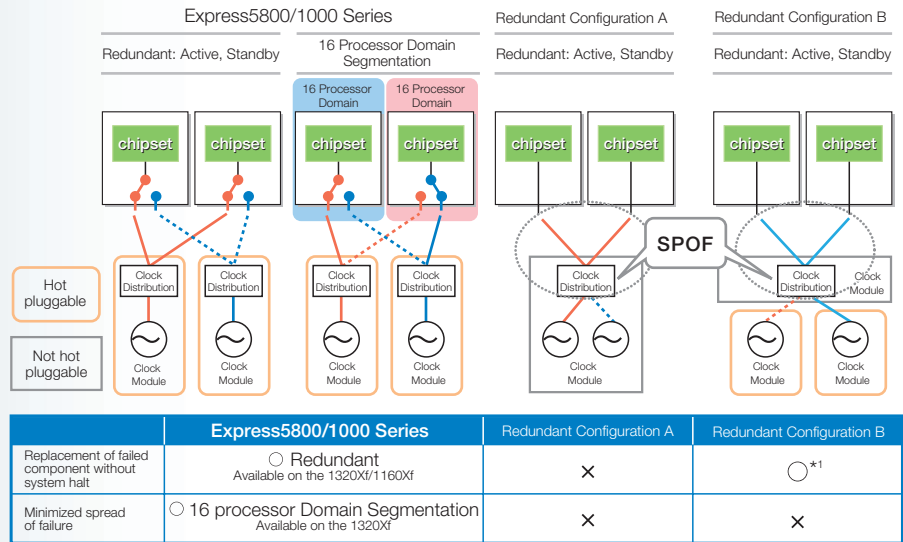 Express5800/1000 Series
Redundant Configuration A
Redundant Configuration B
Redundant: Active, Standby
16 Processor Domain
Segmentation
Redundant: Active, Standby
Redundant: Active, Standby
16 Processor
Domain
16 Processor
Domain
chipset
chipset
chipset
chipset
chipset
chipset
chipset
chipset
SPOF
Hot
pluggable
Not hot
pluggable
Clock
Distribution
Clock
Distribution
Clock
Distribution
Clock
Distribution
Clock
Distribution
Clock
Distribution
Clock
Module
Clock
Module
Clock
Module
Clock
Module
Clock
Module
Clock
Module
Clock
Module
Clock
Module
Express5800/1000 Series
Redundant Configuration A
Redundant Configuration B
Replacement of failed
component without
system halt
○ Redundant
Available on the 1320Xf/1160Xf
×
○*1
Minimized spread
of failure
○ 16 processor Domain Segmentation
Available on the 1320Xf
×
×